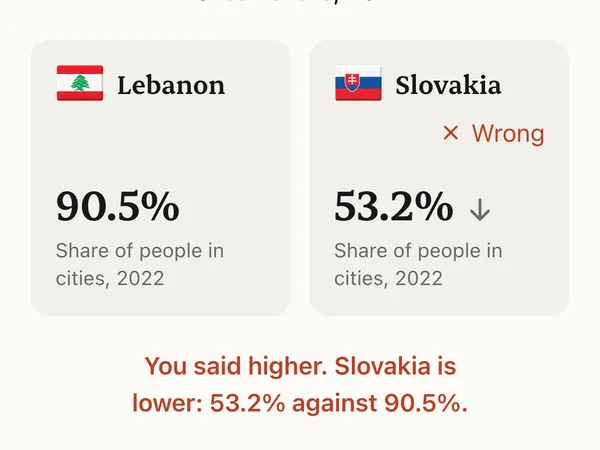 Lebanon
90.5%
Share of people in
cities, 2022
Slovakia
× Wrong
53.2% ↓
Share of people in
cities, 2022
You said higher. Slovakia is
lower: 53.2% against 90.5%.